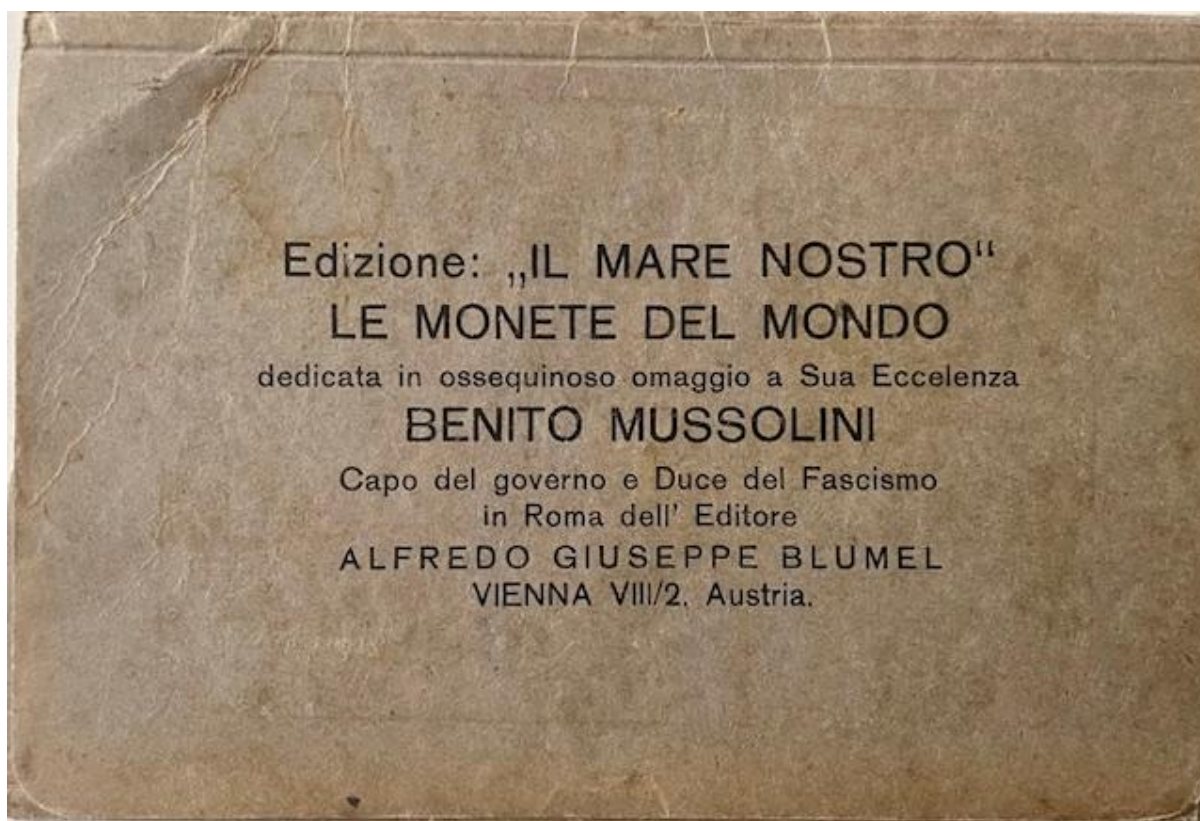 Edizione: „IL MARE NOSTRO“
LE MONETE DEL MONDO
dedicata in ossequinoso omaggio a Sua Eccelenza
BENITO MUSSOLINI
Capo del governo e Duce del Fascismo
in Roma dell' Editore
ALFREDO GIUSEPPE BLUMEL
VIENNA VIII/2. Austria.